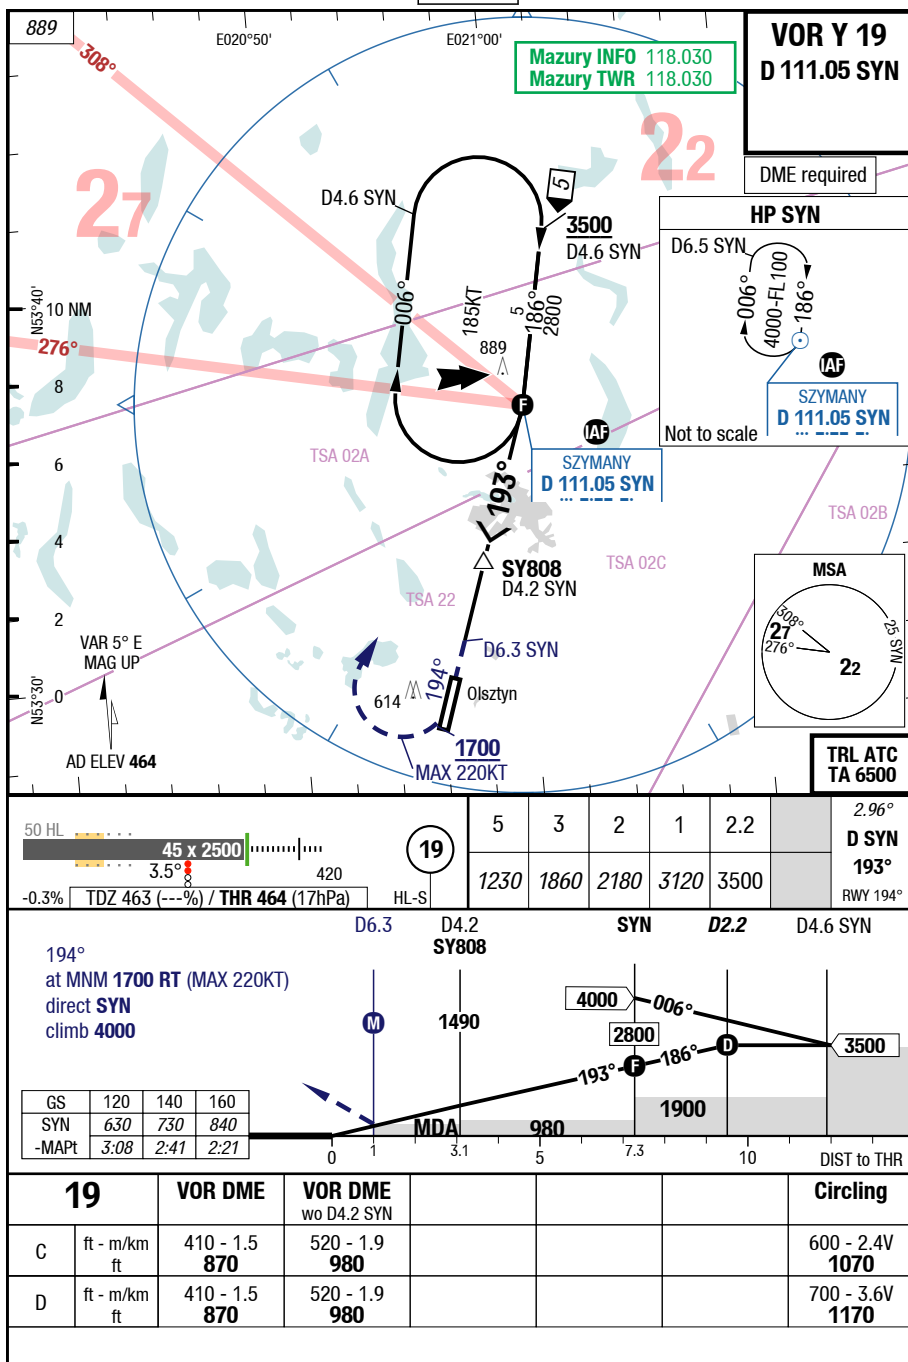 889
E020°50'
E021°00'
VOR Y 19
D 111.05 SYN
Mazury INFO 118.030
Mazury TWR 118.030
308°
27
22
DME required
D4.6 SYN
5
3500
D4.6 SYN
HP SYN
D6.5 SYN
006°
4000-FL100
186°
IAF
SZYMANY
D 111.05 SYN
Not to scale
N53°40'
10 NM
006°
185KT
5
186°
2800
276°
889
8
F
IAF
SZYMANY
D 111.05 SYN
TSA 02A
6
193°
TSA 02B
4
SY808
D4.2 SYN
TSA 02C
MSA
308°
27
276°
22
25 SYN
TSA 22
2
VAR 5° E
MAG UP
D6.3 SYN
194°
Olsztyn
614
N53°30'
0
AD ELEV 464
1700
MAX 220KT
TRL ATC
TA 6500
50 HL
45 x 2500
3.5°
420
-0.3%
TDZ 463 (---%) / THR 464 (17hPa)
HL-S
19
5 3 2 1 2.2
1230 1860 2180 3120 3500
2.96°
D SYN
193°
RWY 194°
D6.3 D4.2 SYN D2.2 D4.6 SYN
SY808
194°
at MNM 1700 RT (MAX 220KT)
direct SYN
climb 4000
M
1490
4000
006°
2800
193°
F
186°
D
3500
1900
MDA
980
GS 120 140 160
SYN 630 730 840
-MAPt 3:08 2:41 2:21
0 1 3.1 5 7.3 10 DIST to THR
19 VOR DME VOR DME Circling
wo D4.2 SYN
C ft - m/km 410 - 1.5 520 - 1.9 600 - 2.4V
ft 870 980 1070
D ft - m/km 410 - 1.5 520 - 1.9 700 - 3.6V
ft 870 980 1170